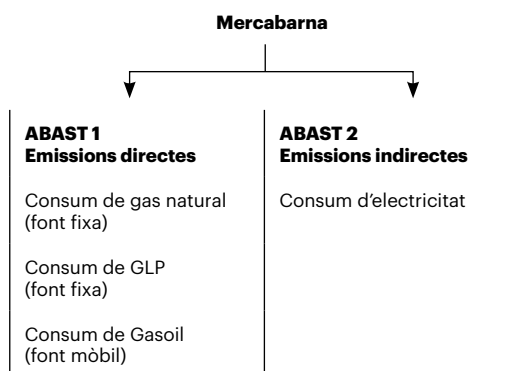 Mercabarna
ABAST 1
Emissions directes
Consum de gas natural
(font fixa)
Consum de GLP
(font fixa)
Consum de Gasoil
(font mòbil)
ABAST 2
Emissions indirectes
Consum d’electricitat